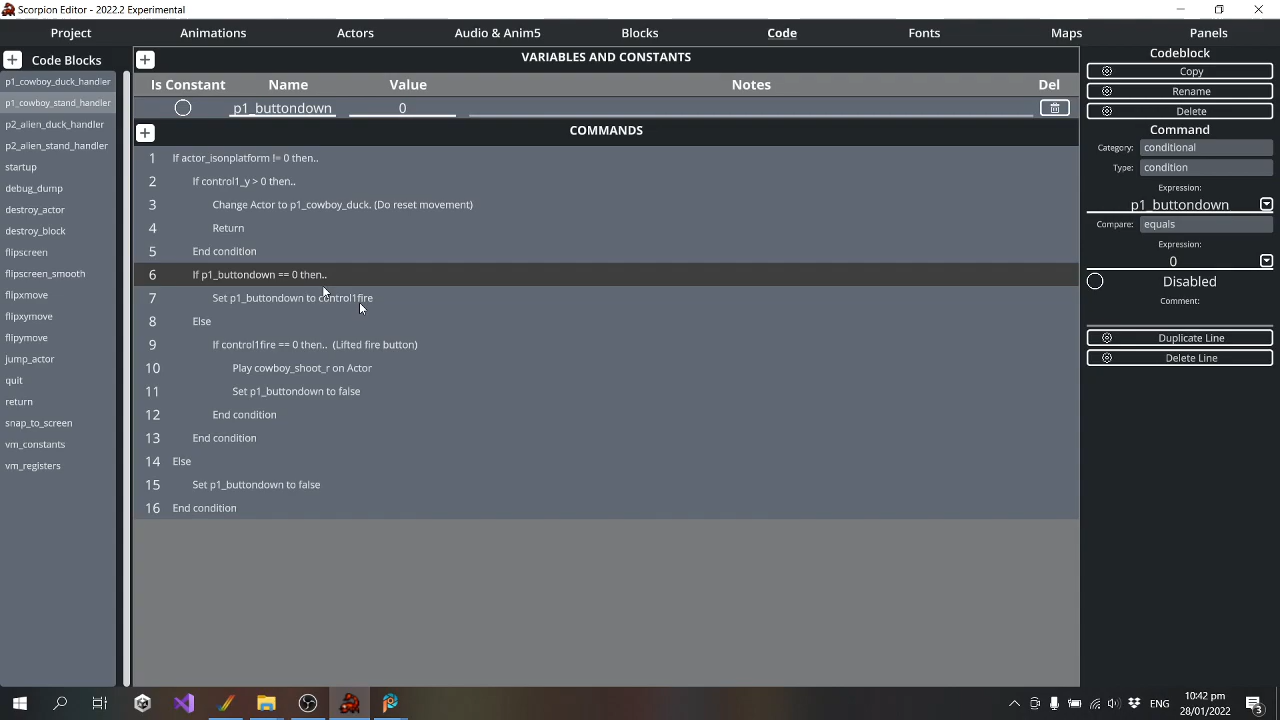 Scorpion Editor - 2022.2 Experimental
Project Animations Actors Audio & Anim5 Blocks Code Fonts Maps Panels
Code Blocks
p1_cowboy_duck_handler
p1_cowboy_stand_handler
p2_alien_duck_handler
p2_alien_stand_handler
startup
debug_dump
destroy_actor
destroy_block
flipscreen
flipscreen_smooth
flipxmove
flipxymove
flipymove
jump_actor
quit
return
snap_to_screen
vm_constants
vm_registers
VARIABLES AND CONSTANTS
Is Constant Name Value Notes Del
p1_buttondown 0
COMMANDS
1 If actor_isonplatform != 0 then..
2 If control1_y > 0 then..
3 Change Actor to p1_cowboy_duck. (Do reset movement)
4 Return
5 End condition
6 If p1_buttondown == 0 then..
7 Set p1_buttondown to control1fire
8 Else
9 If control1fire == 0 then.. (Lifted fire button)
10 Play cowboy_shoot_r on Actor
11 Set p1_buttondown to false
12 End condition
13 End condition
14 Else
15 Set p1_buttondown to false
16 End condition
Codeblock
Copy
Rename
Delete
Command
Category: conditional
Type: condition
Expression:
p1_buttondown
Compare: equals
Expression:
0
Disabled
Comment:
Duplicate Line
Delete Line
ENG
10:42 pm
28/01/2022
3